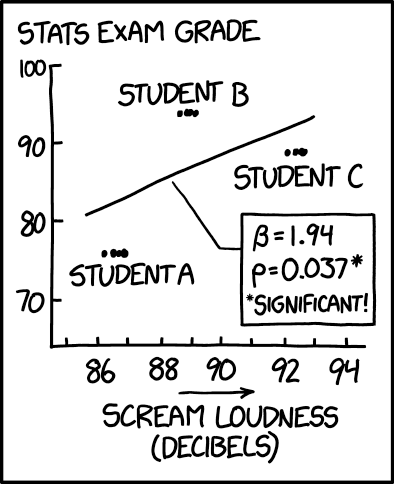 STATS EXAM GRADE
100
90
80
70
STUDENT B
STUDENT C
STUDENT A
β=1.94
p=0.037*
*SIGNIFICANT!
86 88 90 92 94
SCREAM LOUDNESS
(DECIBELS)